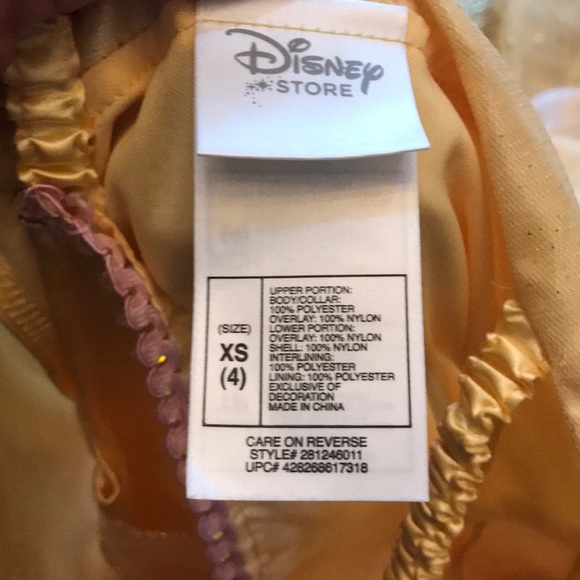 Disney
STORE
(SIZE)
XS
(4)
UPPER PORTION:
BODY/COLLAR:
100% POLYESTER
OVERLAY: 100% NYLON
LOWER PORTION:
OVERLAY: 100% NYLON
SHELL: 100% NYLON
INTERLINING:
100% POLYESTER
LINING: 100% POLYESTER
EXCLUSIVE OF
DECORATION
MADE IN CHINA
CARE ON REVERSE
STYLE# 281246011
UPC# 428268617318